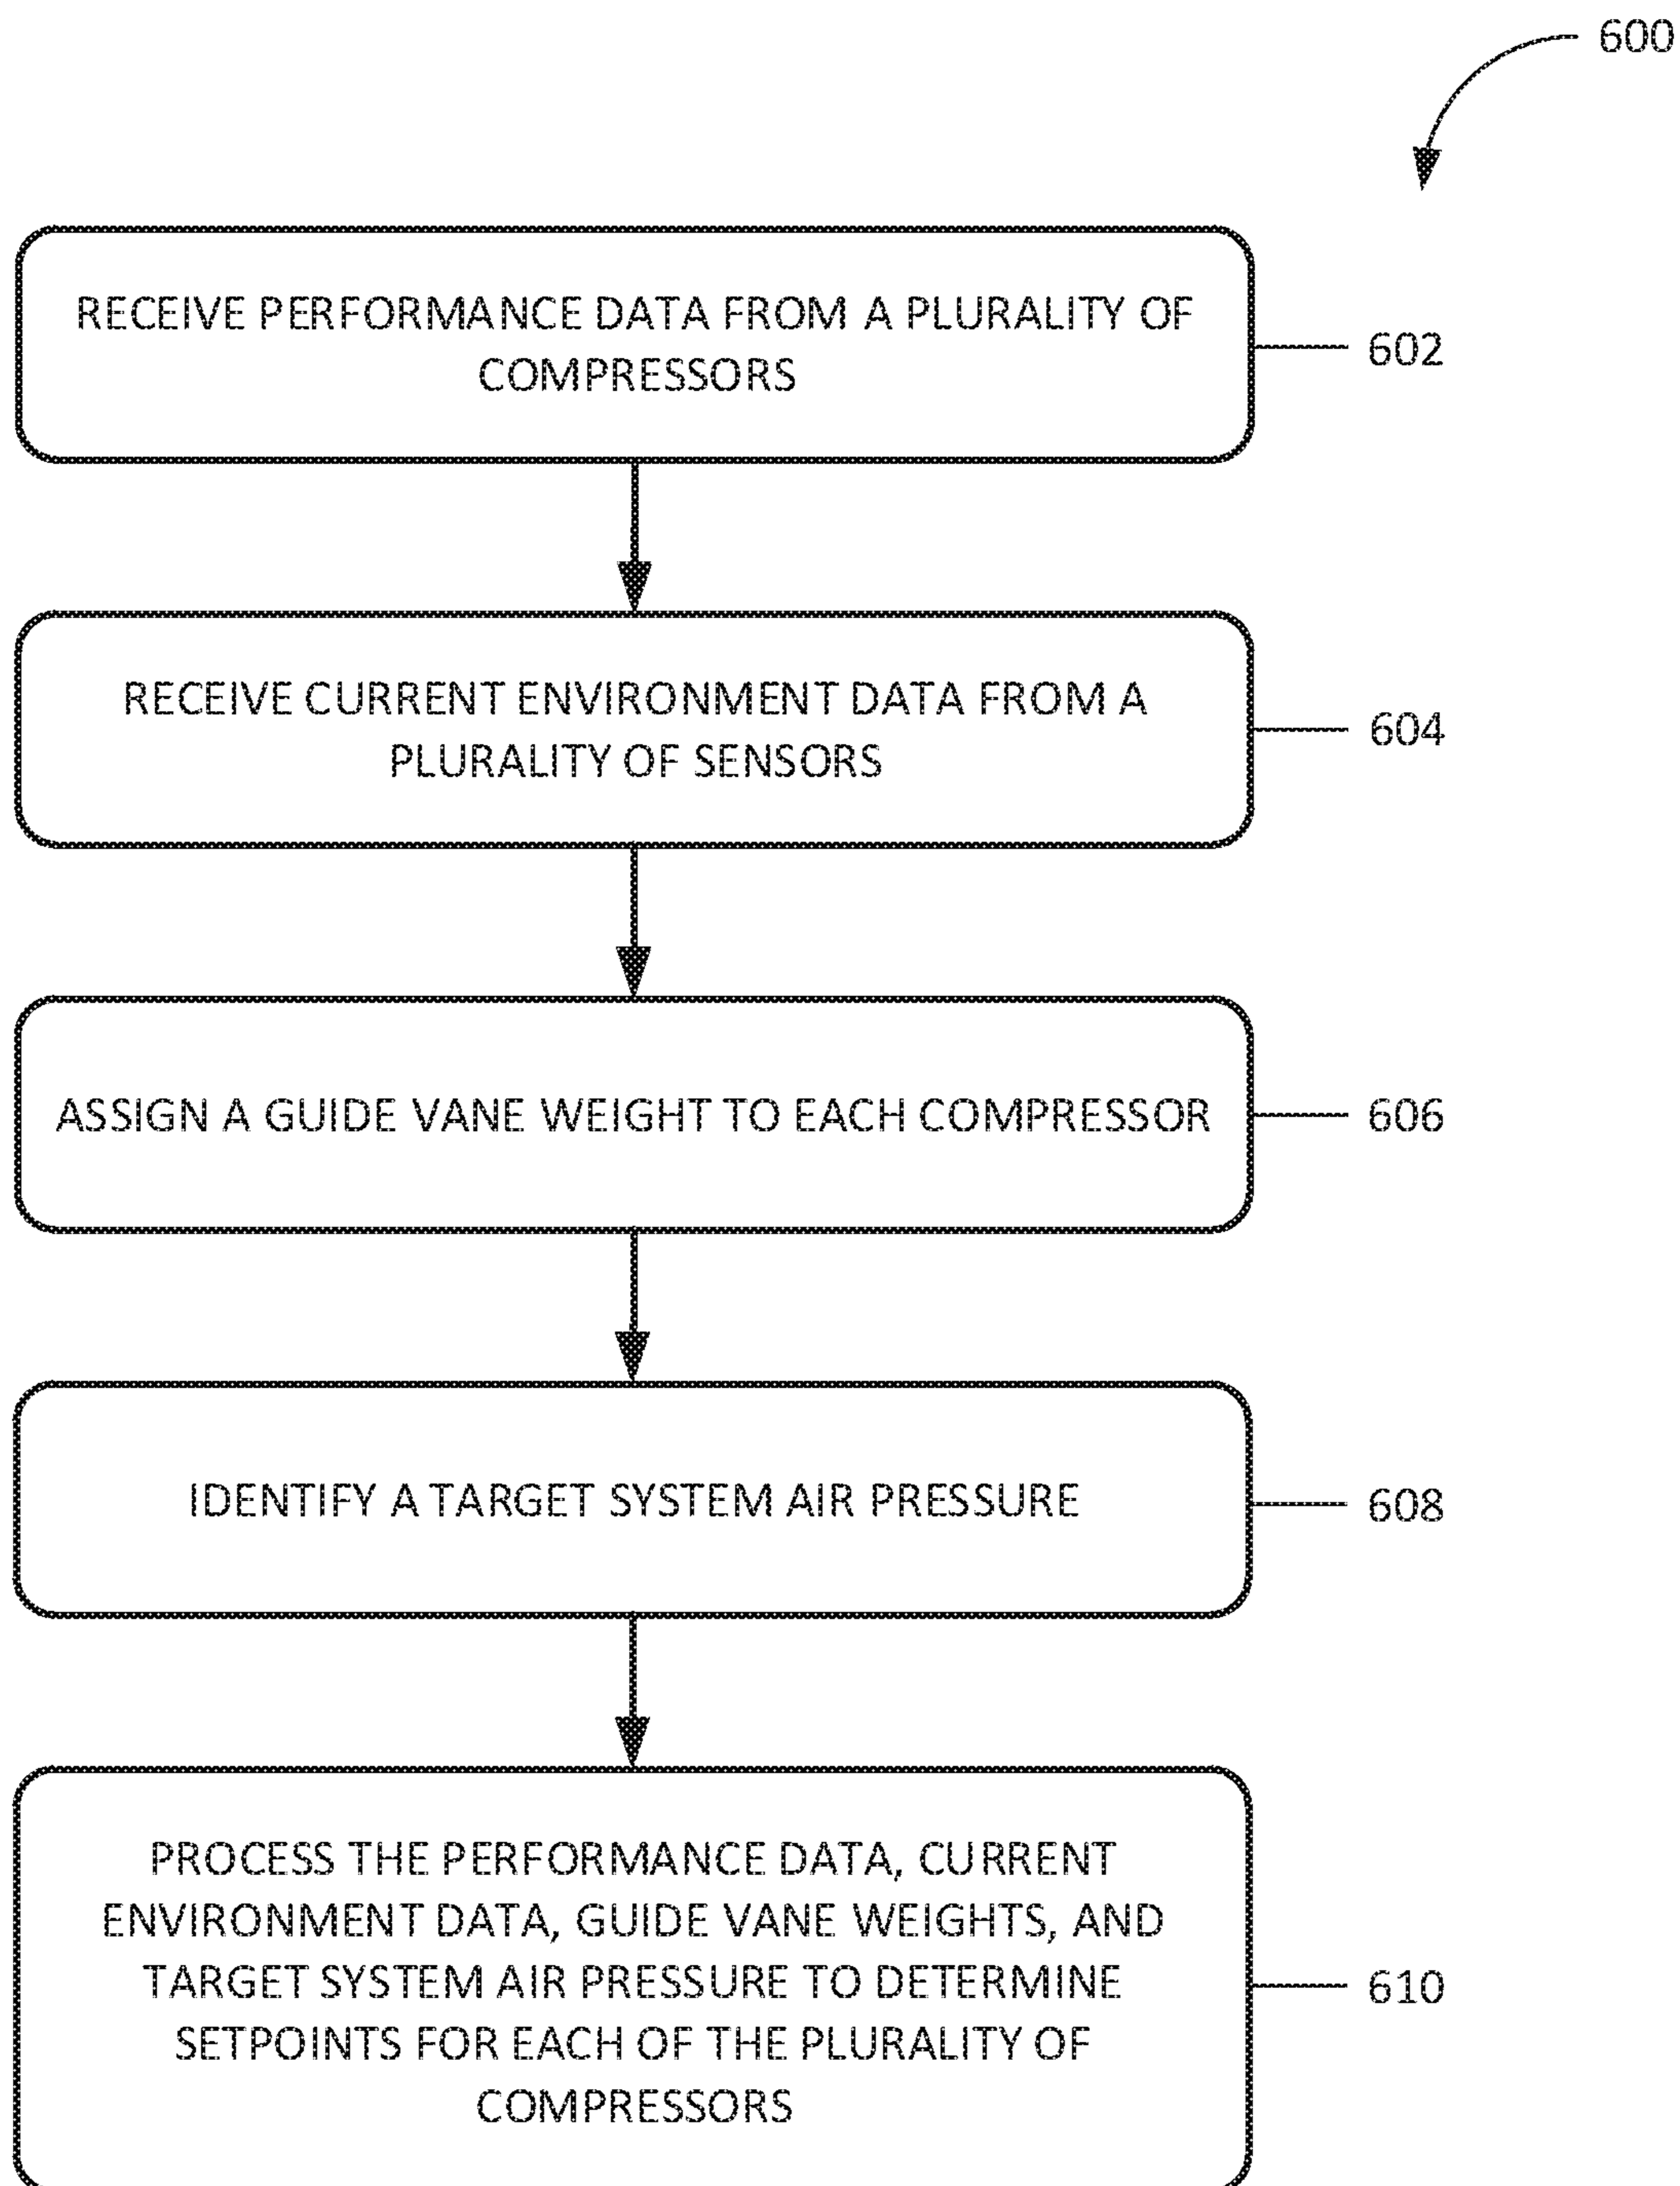 600
RECEIVE PERFORMANCE DATA FROM A PLURALITY OF
COMPRESSORS
602
RECEIVE CURRENT ENVIRONMENT DATA FROM A
PLURALITY OF SENSORS
604
ASSIGN A GUIDE VANE WEIGHT TO EACH COMPRESSOR
606
IDENTIFY A TARGET SYSTEM AIR PRESSURE
608
PROCESS THE PERFORMANCE DATA, CURRENT
ENVIRONMENT DATA, GUIDE VANE WEIGHTS, AND
TARGET SYSTEM AIR PRESSURE TO DETERMINE
SETPOINTS FOR EACH OF THE PLURALITY OF
COMPRESSORS
610